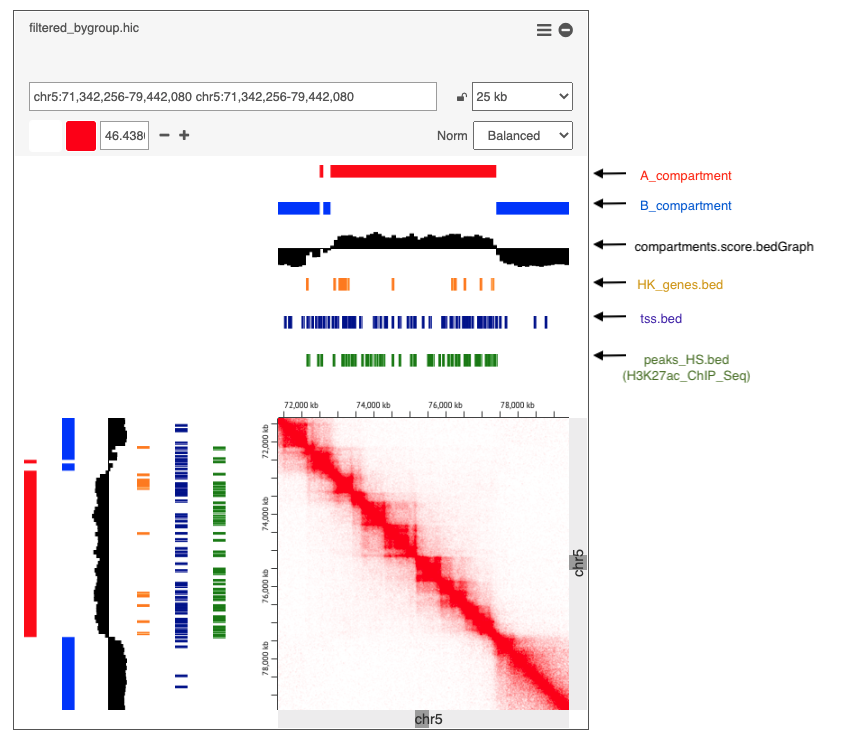 filtered_bygroup.hic
chr5:71,342,256-79,442,080 chr5:71,342,256-79,442,080
25 kb
46.438
Norm
Balanced
A_compartment
B_compartment
compartments.score.bedGraph
HK_genes.bed
tss.bed
peaks_HS.bed
(H3K27ac_ChIP_Seq)
72,000 kb 74,000 kb 76,000 kb 78,000 kb
72,000 kb
74,000 kb
76,000 kb
78,000 kb
chr5
chr5